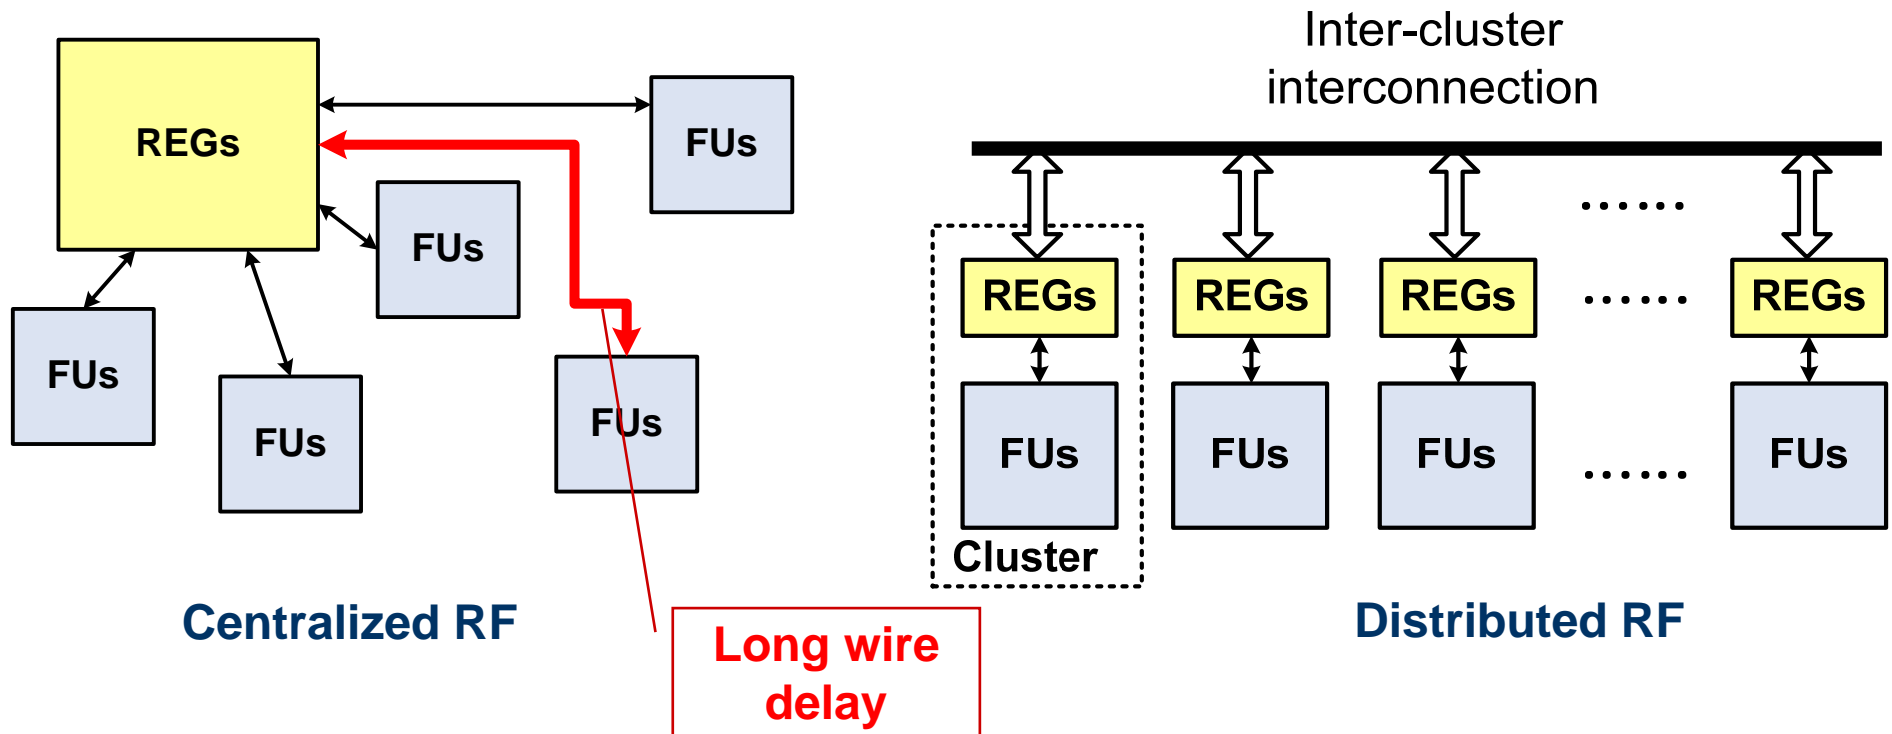 REGs
FUs
FUs
FUs
FUs
FUs
Centralized RF
Long wire
delay
Inter-cluster
interconnection
......
REGs
REGs
REGs
......
REGs
FUs
FUs
FUs
......
FUs
Cluster
Distributed RF